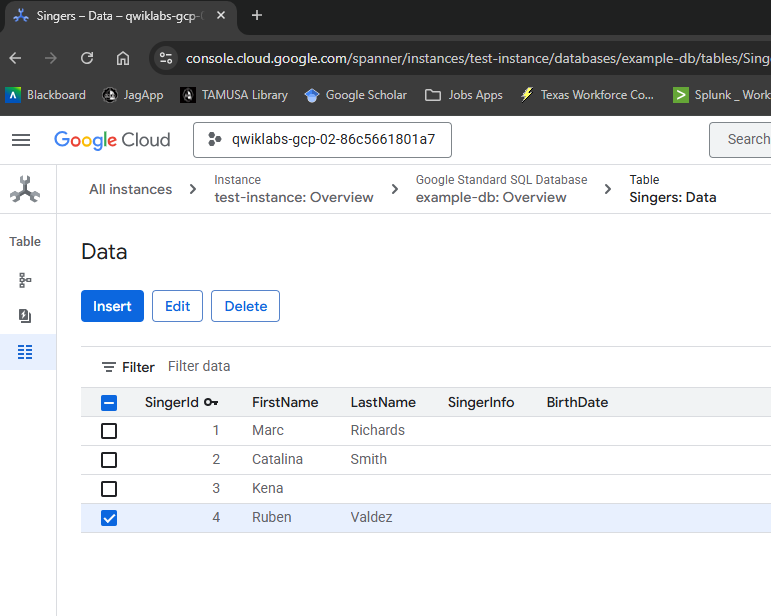 Singers – Data – qwiklabs-gcp-0
console.cloud.google.com/spanner/instances/test-instance/databases/example-db/tables/Sing
Blackboard JagApp TAMUSA Library Google Scholar Jobs Apps Texas Workforce Co... Splunk _ Work
Google Cloud qwiklabs-gcp-02-86c5661801a7 Search
All instances Instance Google Standard SQL Database Table
test-instance: Overview example-db: Overview Singers: Data
Table
Data
Insert Edit Delete
Filter Filter data
SingerId FirstName LastName SingerInfo BirthDate
1 Marc Richards
2 Catalina Smith
3 Kena
4 Ruben Valdez